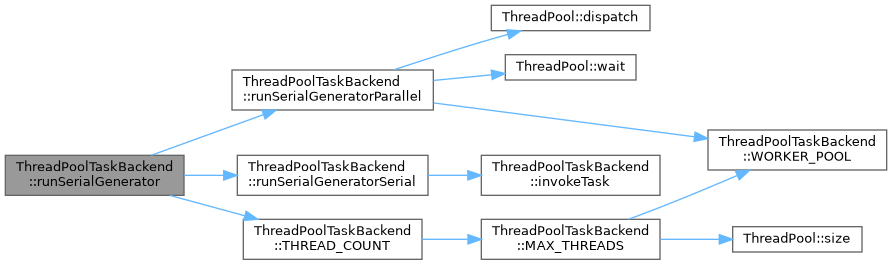 ThreadPoolTaskBackend
::runSerialGenerator
ThreadPoolTaskBackend
::runSerialGeneratorParallel
ThreadPool::dispatch
ThreadPool::wait
ThreadPoolTaskBackend
::WORKER_POOL
ThreadPoolTaskBackend
::runSerialGeneratorSerial
ThreadPoolTaskBackend
::invokeTask
ThreadPoolTaskBackend
::THREAD_COUNT
ThreadPoolTaskBackend
::MAX_THREADS
ThreadPool::size